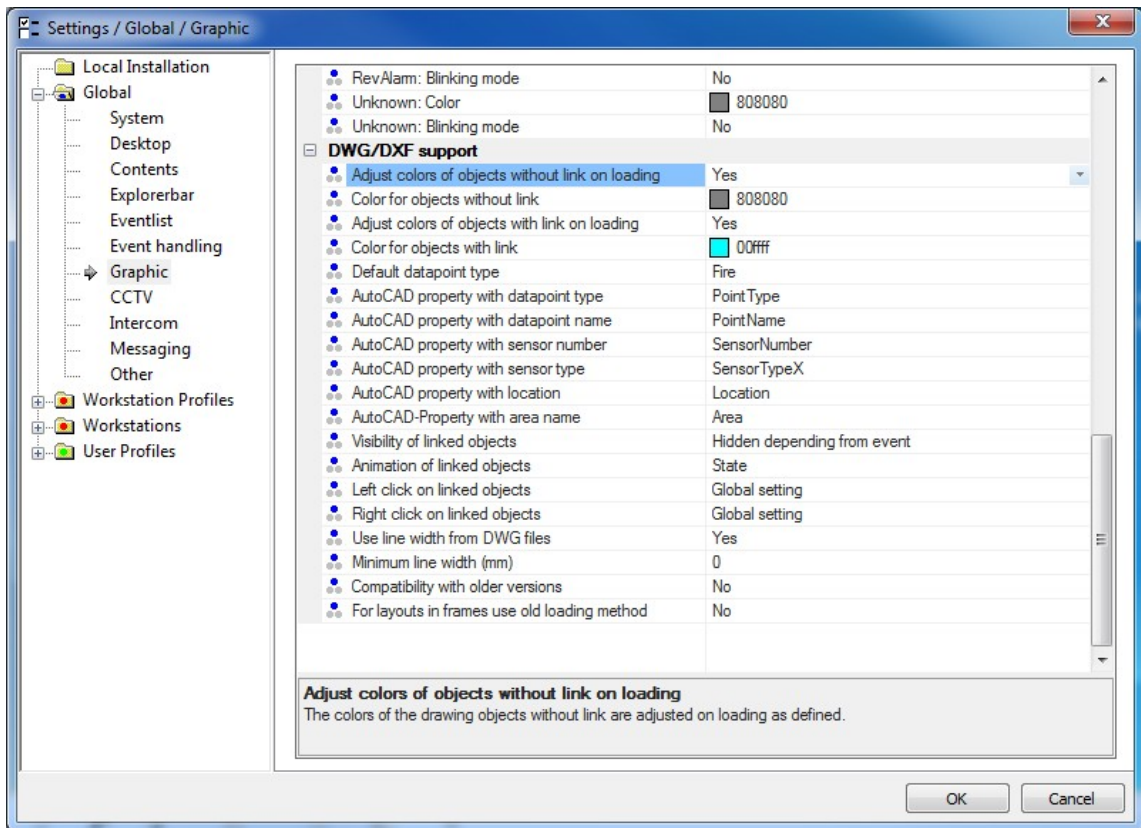 Settings / Global / Graphic
Local Installation
Global
System
Desktop
Contents
Explorerbar
Eventlist
Event handling
Graphic
CCTV
Intercom
Messaging
Other
Workstation Profiles
Workstations
User Profiles
RevAlarm: Blinking mode No
Unknown: Color 808080
Unknown: Blinking mode No
DWG/DXF support
Adjust colors of objects without link on loading Yes
Color for objects without link 808080
Adjust colors of objects with link on loading Yes
Color for objects with link 00ffff
Default datapoint type Fire
AutoCAD property with datapoint type PointType
AutoCAD property with datapoint name PointName
AutoCAD property with sensor number SensorNumber
AutoCAD property with sensor type SensorTypeX
AutoCAD property with location Location
AutoCAD-Property with area name Area
Visibility of linked objects Hidden depending from event
Animation of linked objects State
Left click on linked objects Global setting
Right click on linked objects Global setting
Use line width from DWG files Yes
Minimum line width (mm) 0
Compatibility with older versions No
For layouts in frames use old loading method No
Adjust colors of objects without link on loading
The colors of the drawing objects without link are adjusted on loading as defined.
OK Cancel